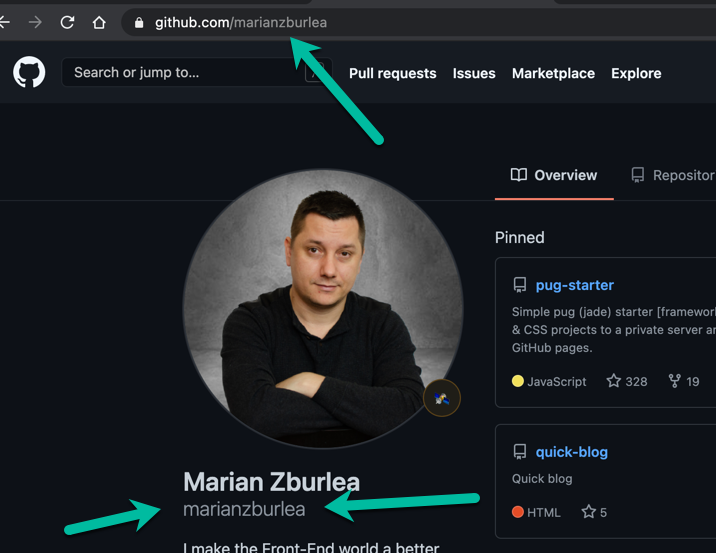 github.com/marianzburlea
Search or jump to...
Pull requests Issues Marketplace Explore
Overview Repositor
Pinned
pug-starter
Simple pug (jade) starter [framework
& CSS projects to a private server an
GitHub pages.
JavaScript 328 19
quick-blog
Quick blog
HTML 5
Marian Zburlea
marianzburlea
I make the Front-End world a better